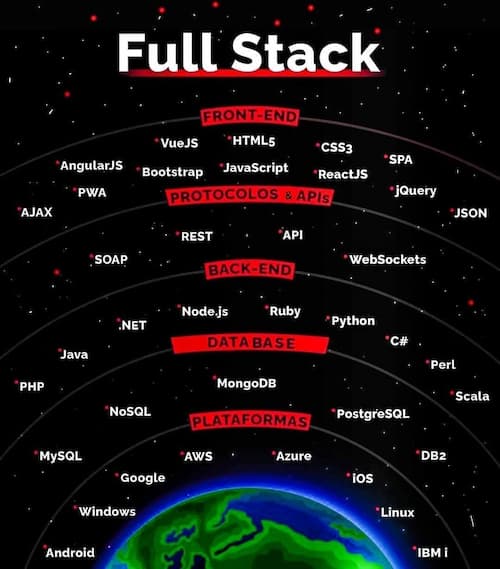 Full Stack
FRONT-END
VueJS
HTML5
CSS3
SPA
AngularJS
Bootstrap
JavaScript
ReactJS
PWA
jQuery
AJAX
JSON
PROTOCOLOS & APIs
REST
API
SOAP
WebSockets
BACK-END
Node.js
Ruby
.NET
Python
Java
C#
PHP
Perl
Scala
DATABASE
MongoDB
NoSQL
PostgreSQL
MySQL
DB2
PLATAFORMAS
AWS
Azure
Google
iOS
Windows
Linux
Android
IBM i